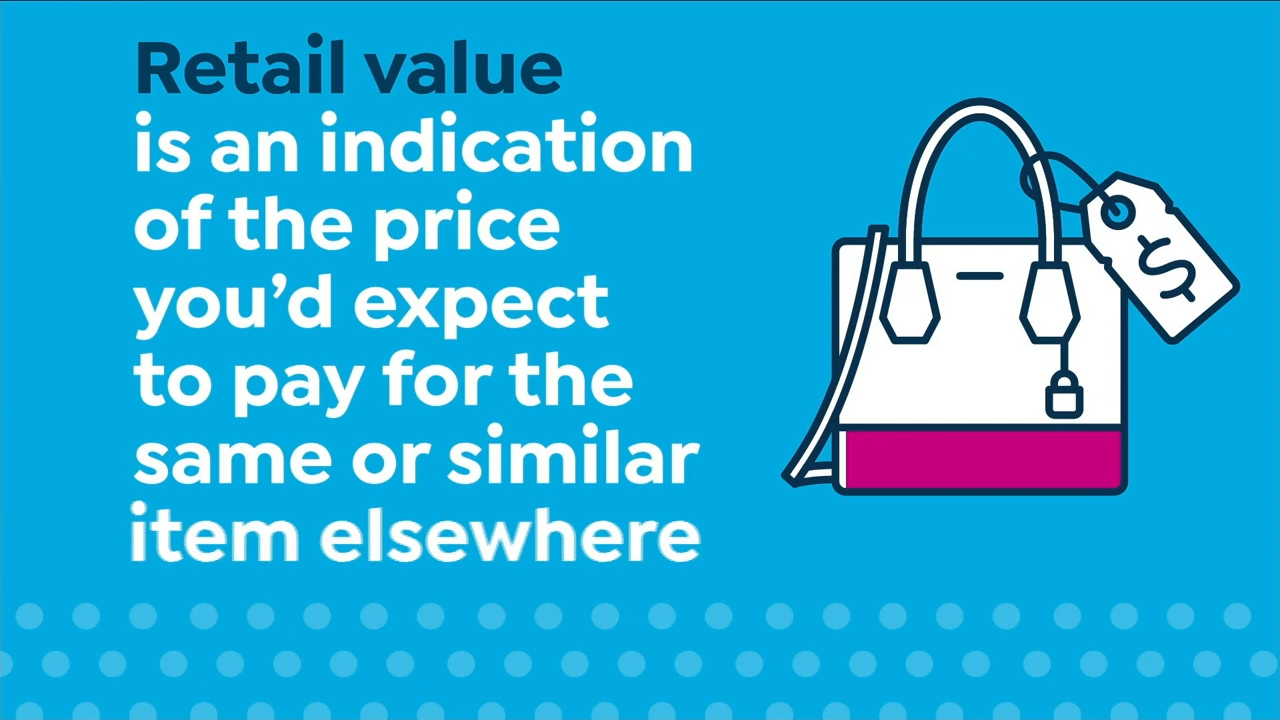 Retail value
is an indication
of the price
you’d expect
to pay for the
same or similar
item elsewhere
$